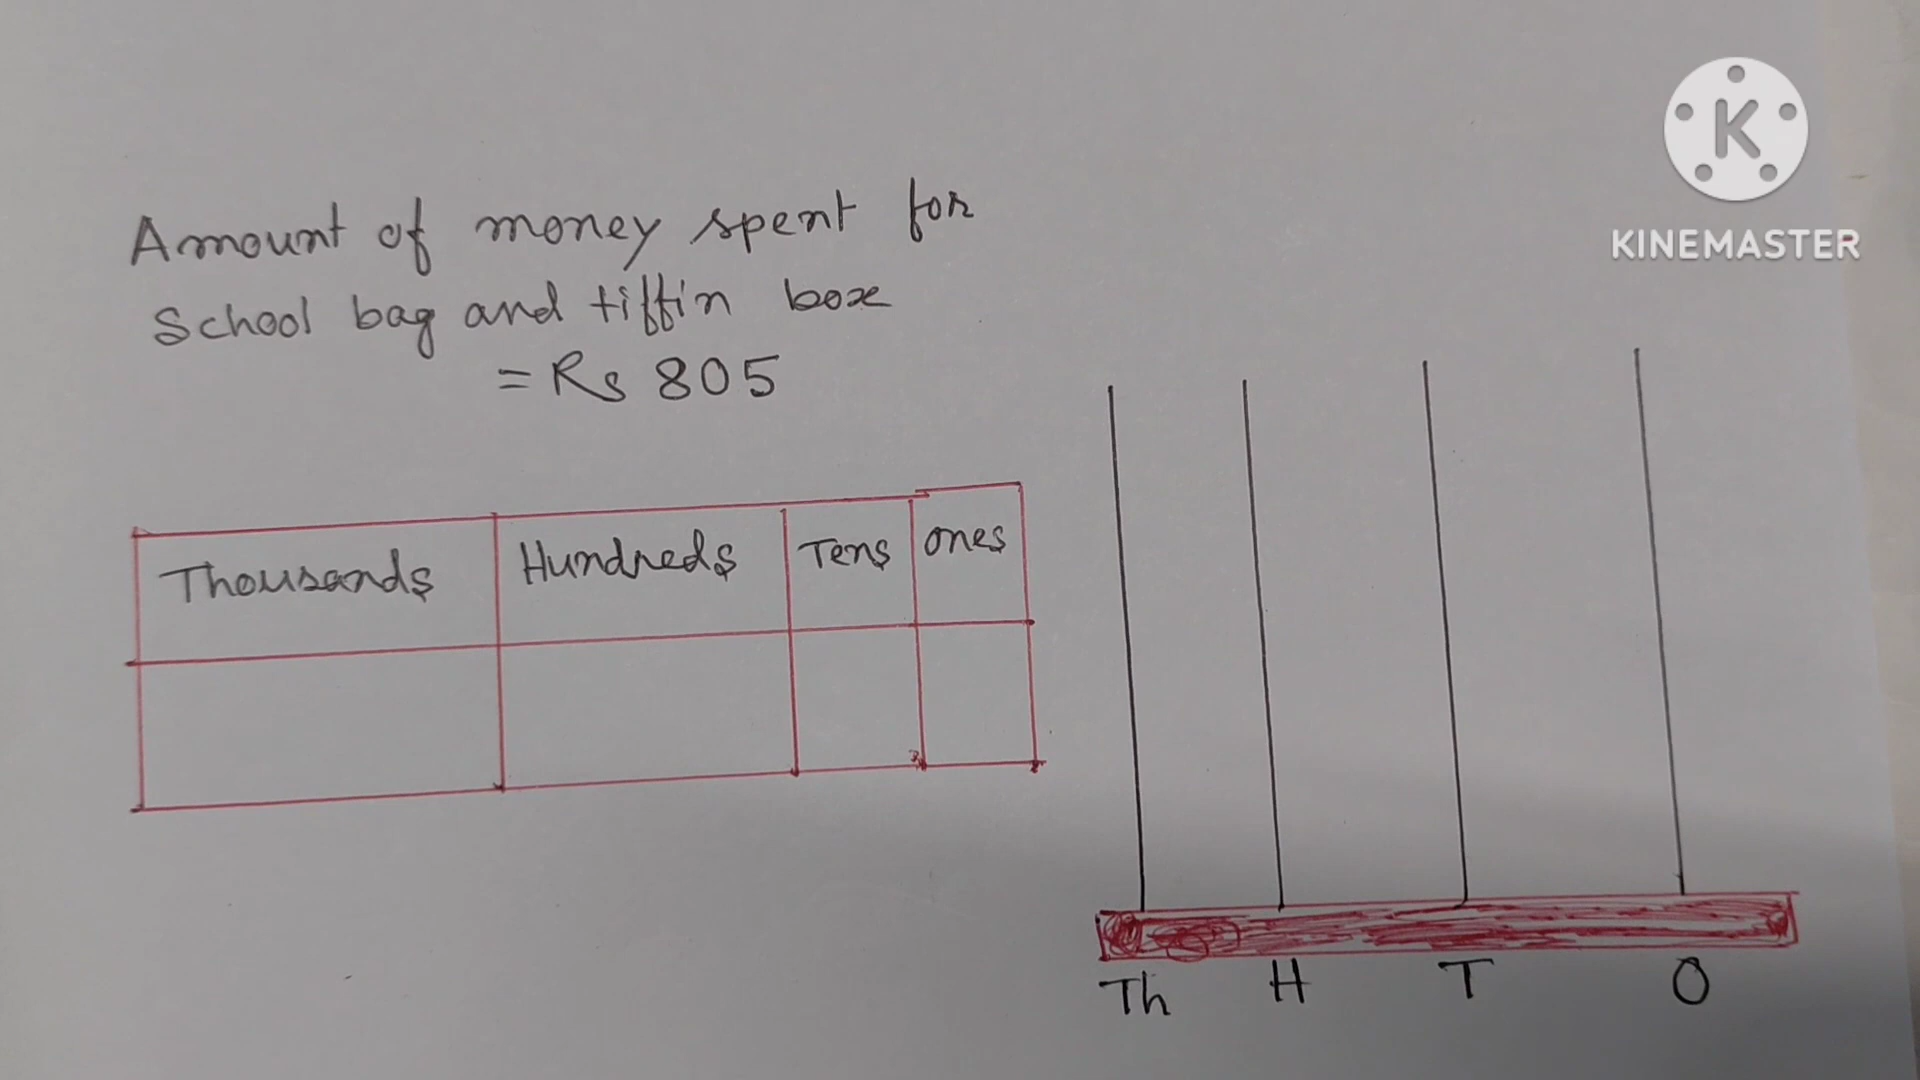 Amount of money spent for
School bag and tiffin box
= Rs 805
Thousands Hundreds Tens ones
Th H T O
K
KINEMASTER